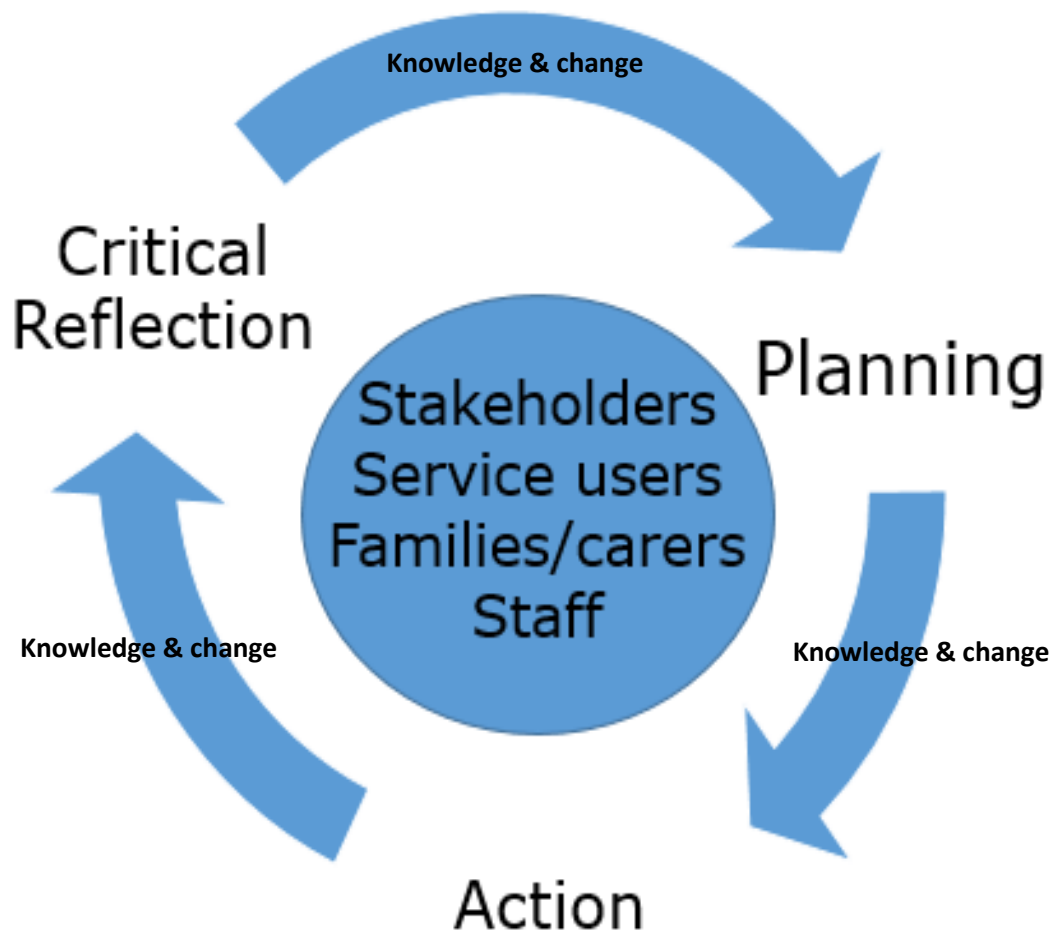 Knowledge & change
Critical
Reflection
Planning
Stakeholders
Service users
Families/carers
Staff
Knowledge & change
Knowledge & change
Action